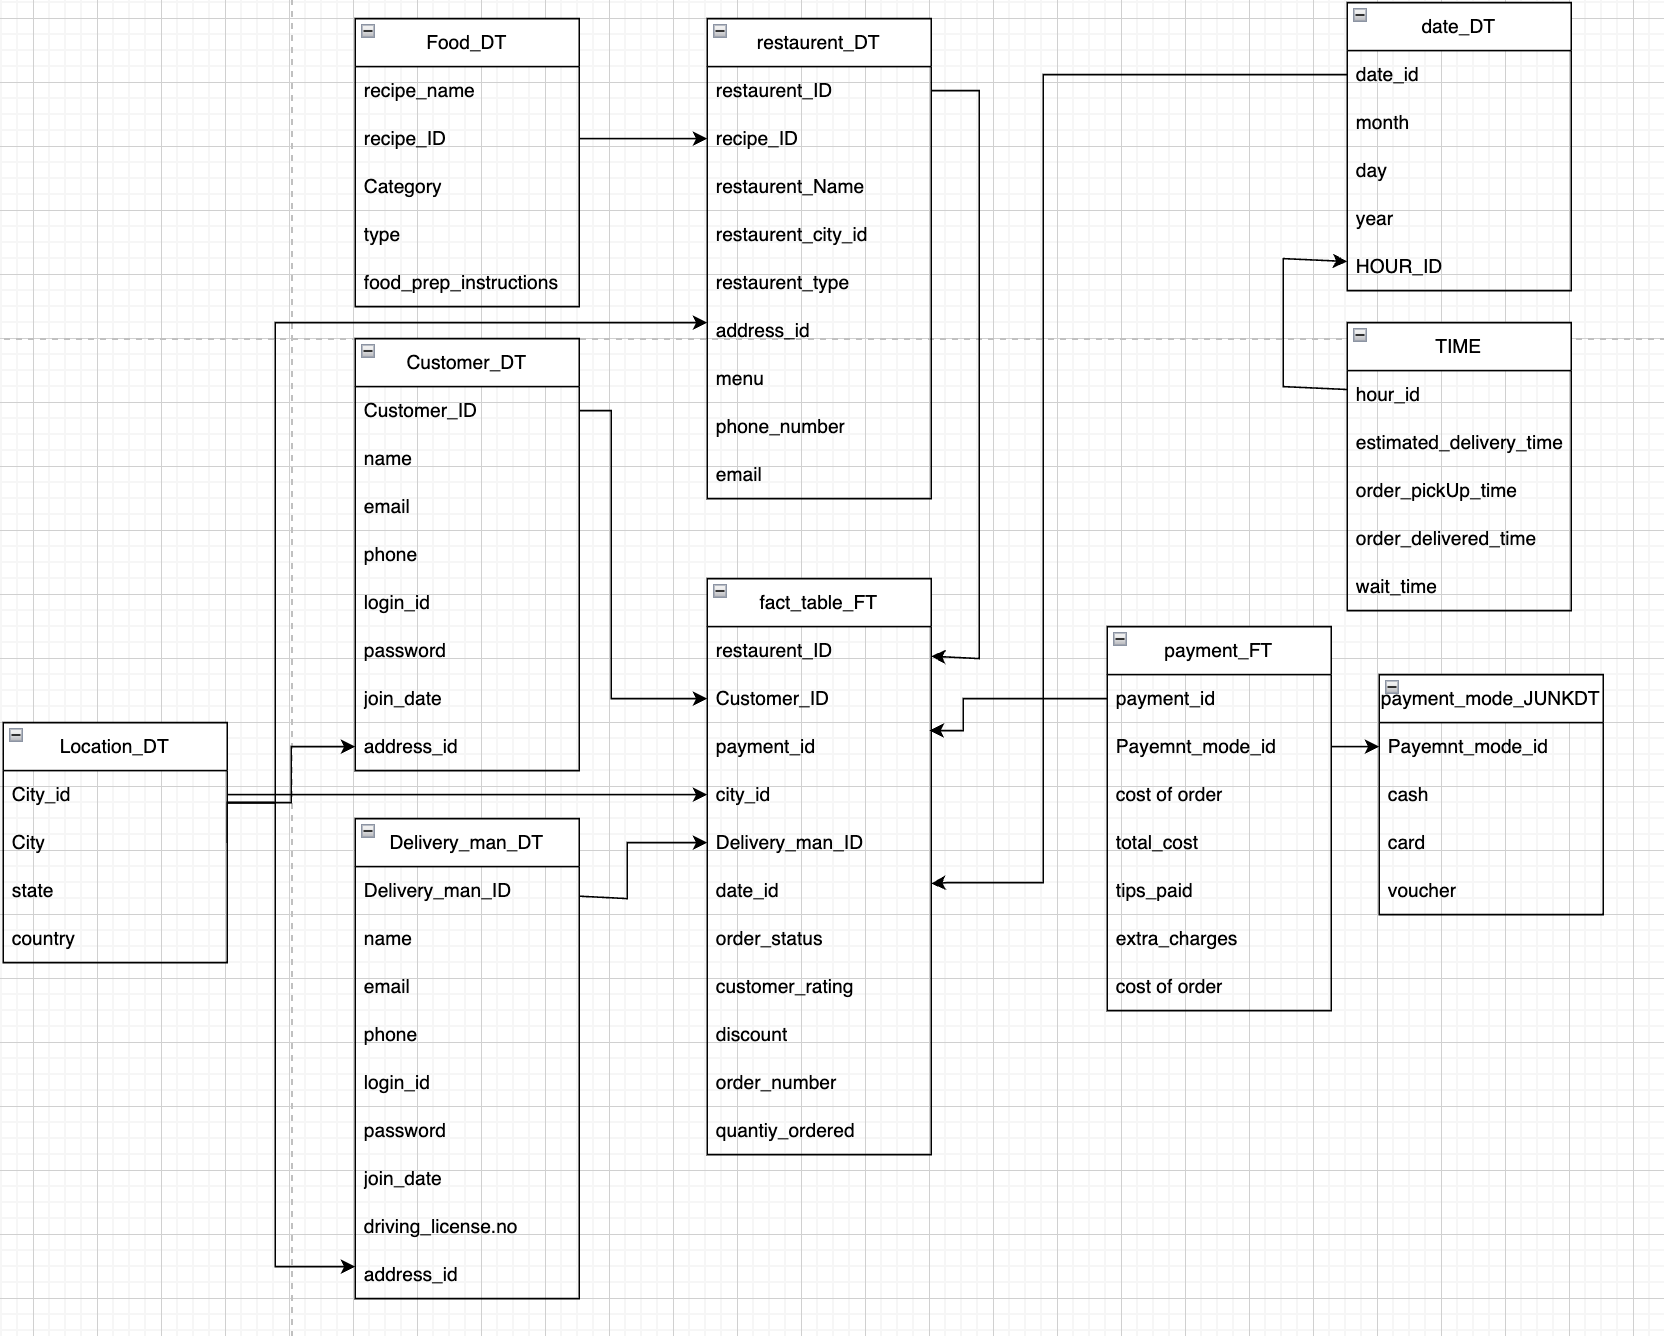 Food_DT
recipe_name
recipe_ID
Category
type
food_prep_instructions
restaurent_DT
restaurent_ID
recipe_ID
restaurent_Name
restaurent_city_id
restaurent_type
address_id
menu
phone_number
email
date_DT
date_id
month
day
year
HOUR_ID
TIME
hour_id
estimated_delivery_time
order_pickUp_time
order_delivered_time
wait_time
Customer_DT
Customer_ID
name
email
phone
login_id
password
join_date
address_id
fact_table_FT
restaurent_ID
Customer_ID
payment_id
city_id
Delivery_man_ID
date_id
order_status
customer_rating
discount
order_number
quantiy_ordered
payment_FT
payment_id
Payemnt_mode_id
cost of order
total_cost
tips_paid
extra_charges
cost of order
payment_mode_JUNKDT
Payemnt_mode_id
cash
card
voucher
Location_DT
City_id
City
state
country
Delivery_man_DT
Delivery_man_ID
name
email
phone
login_id
password
join_date
driving_license.no
address_id